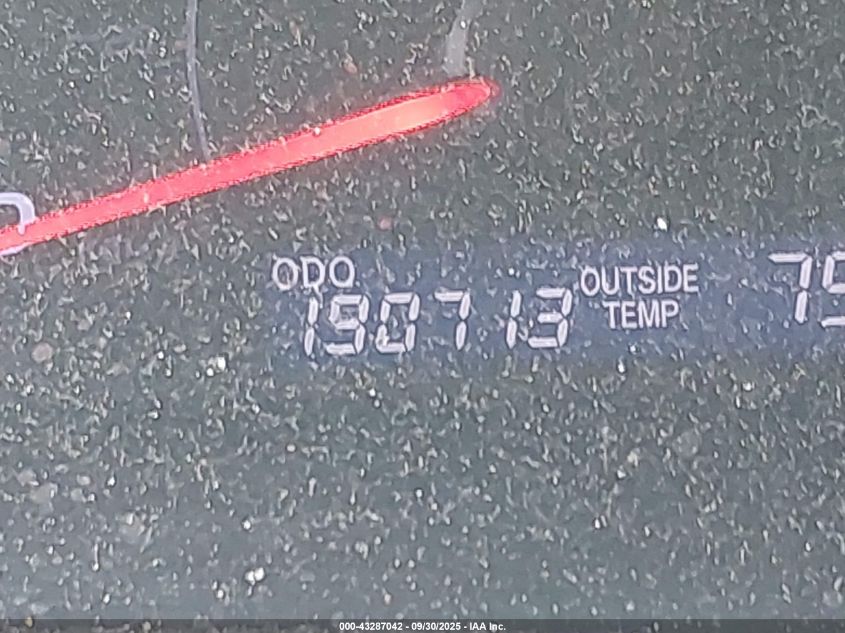 ODO
190713
OUTSIDE
TEMP
000-43287042 - 09/30/2025 - IAA Inc.